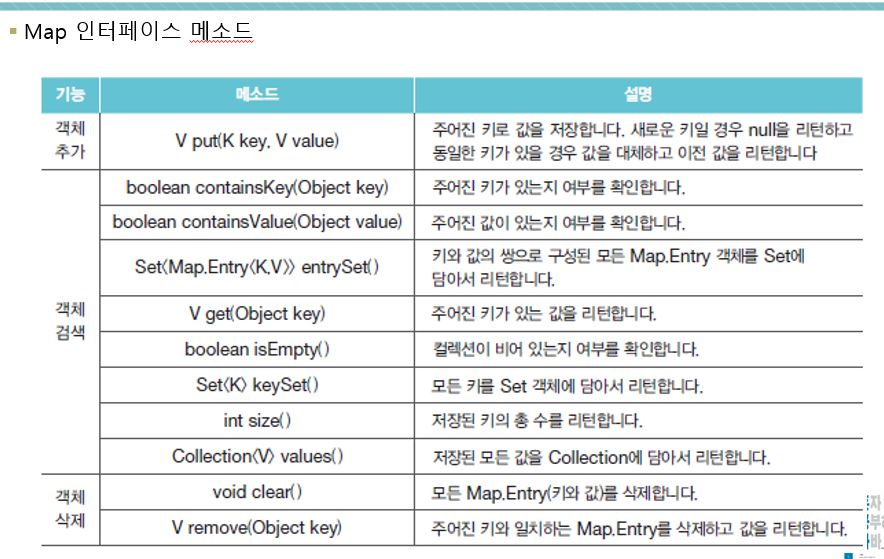 Map 인터페이스 메소드
기능 메소드 설명
객체
추가
V put(K key, V value)
주어진 키로 값을 저장합니다. 새로운 키일 경우 null을 리턴하고
동일한 키가 있을 경우 값을 대체하고 이전 값을 리턴합니다
객체
검색
boolean containsKey(Object key)
주어진 키가 있는지 여부를 확인합니다.
boolean containsValue(Object value)
주어진 값이 있는지 여부를 확인합니다.
Set<Map.Entry<K,V>> entrySet()
키와 값의 쌍으로 구성된 모든 Map.Entry 객체를 Set에
담아서 리턴합니다.
V get(Object key)
주어진 키가 있는 값을 리턴합니다.
boolean isEmpty()
컬렉션이 비어 있는지 여부를 확인합니다.
Set<K> keySet()
모든 키를 Set 객체에 담아서 리턴합니다.
int size()
저장된 키의 총 수를 리턴합니다.
Collection<V> values()
저장된 모든 값을 Collection에 담아서 리턴합니다.
객체
삭제
void clear()
모든 Map.Entry(키와 값)를 삭제합니다.
V remove(Object key)
주어진 키와 일치하는 Map.Entry를 삭제하고 값을 리턴합니다.